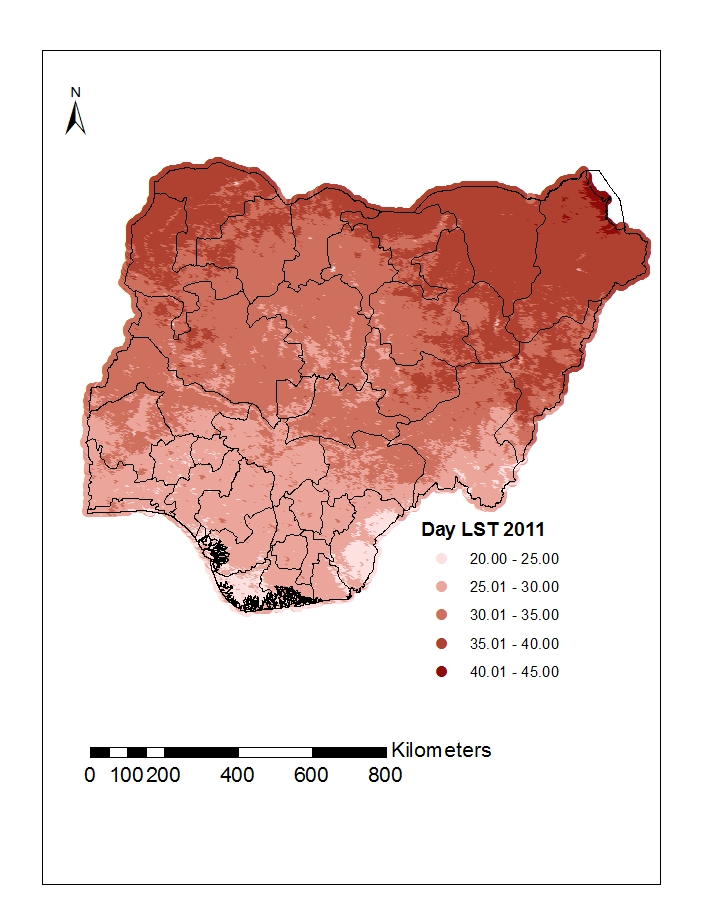 N
Day LST 2011
20.00 - 25.00
25.01 - 30.00
30.01 - 35.00
35.01 - 40.00
40.01 - 45.00
Kilometers
0 100 200 400 600 800